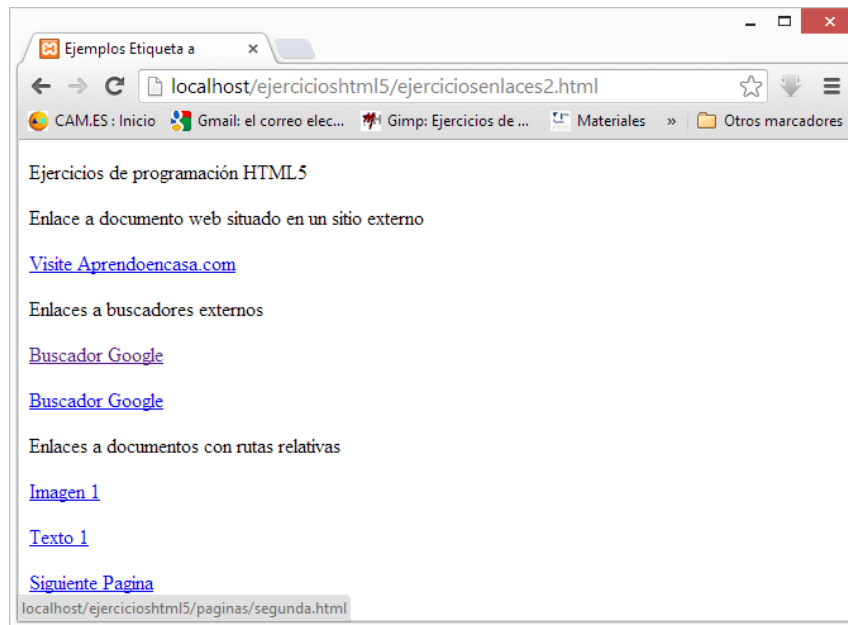 Ejemplos Etiqueta a
localhost/ejercicioshtml5/ejerciciosenlaces2.html
CAM.ES : Inicio Gmail: el correo elec... Gimp: Ejercicios de ... Materiales » Otros marcadores
Ejercicios de programación HTML5
Enlace a documento web situado en un sitio externo
Visite Aprendoencasa.com
Enlaces a buscadores externos
Buscador Google
Buscador Google
Enlaces a documentos con rutas relativas
Imagen 1
Texto 1
Siguiente Pagina
localhost/ejercicioshtml5/paginas/segunda.html